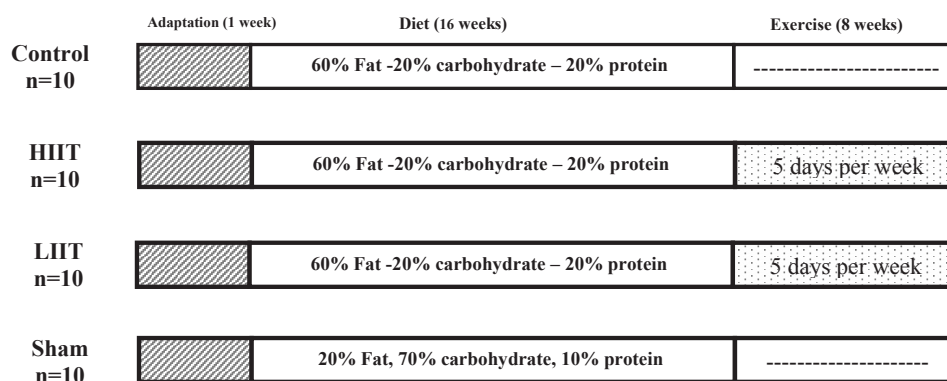 Adaptation (1 week) Diet (16 weeks) Exercise (8 weeks)
Control
n=10
60% Fat -20% carbohydrate – 20% protein
------------------------
HIIT
n=10
60% Fat -20% carbohydrate – 20% protein
5 days per week
LIIT
n=10
60% Fat -20% carbohydrate – 20% protein
5 days per week
Sham
n=10
20% Fat, 70% carbohydrate, 10% protein
----------------------